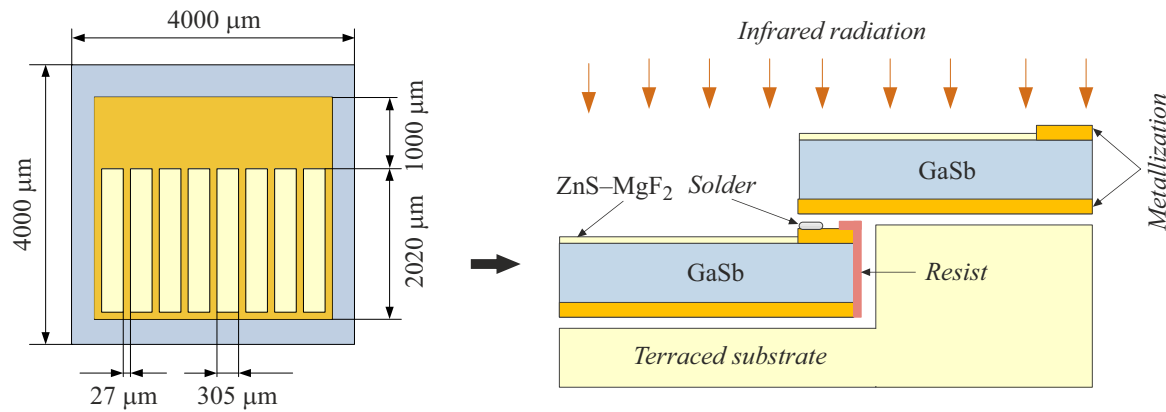 4000 μm
4000 μm
1000 μm
2020 μm
27 μm
305 μm
Infrared radiation
GaSb
Metallization
ZnS–MgF₂
Solder
GaSb
Resist
Terraced substrate